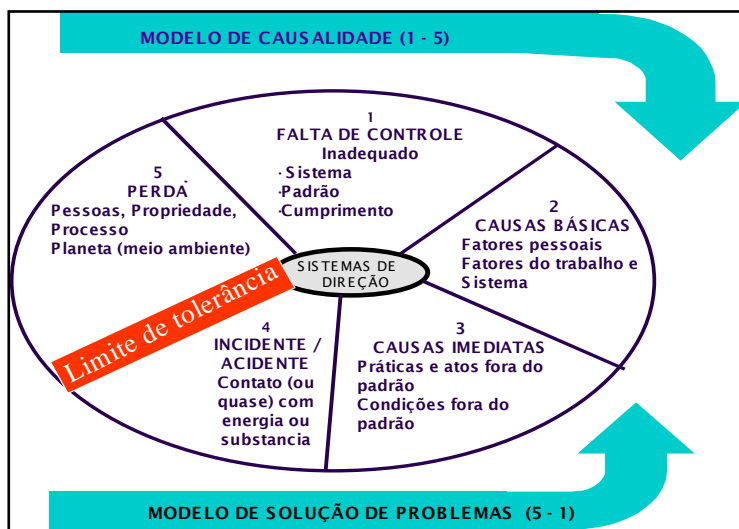 MODELO DE CAUSALIDADE (1 - 5)
1
FALTA DE CONTROLE
Inadequado
·Sistema
·Padrão
·Cumprimento
2
CAUSAS BÁSICAS
Fatores pessoais
Fatores do trabalho e
Sistema
3
CAUSAS IMEDIATAS
Práticas e atos fora do
padrão
Condições fora do
padrão
4
INCIDENTE /
ACIDENTE
Contato (ou
quase) com
energia ou
substancia
Limite de tolerância
5
PERDA
Pessoas, Propriedade,
Processo
Planeta (meio ambiente)
SISTEMAS DE
DIREÇÃO
MODELO DE SOLUÇÃO DE PROBLEMAS (5 - 1)